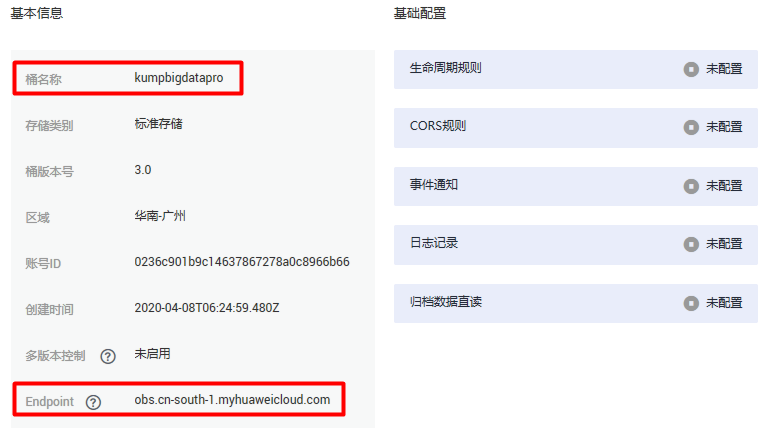 基本信息
桶名称 kumpbigdatapro
存储类别 标准存储
桶版本号 3.0
区域 华南-广州
账号ID 0236c901b9c14637867278a0c8966b66
创建时间 2020-04-08T06:24:59.480Z
多版本控制 ? 未启用
Endpoint ? obs.cn-south-1.myhuaweicloud.com
基础配置
生命周期规则 未配置
CORS规则 未配置
事件通知 未配置
日志记录 未配置
归档数据直读 未配置